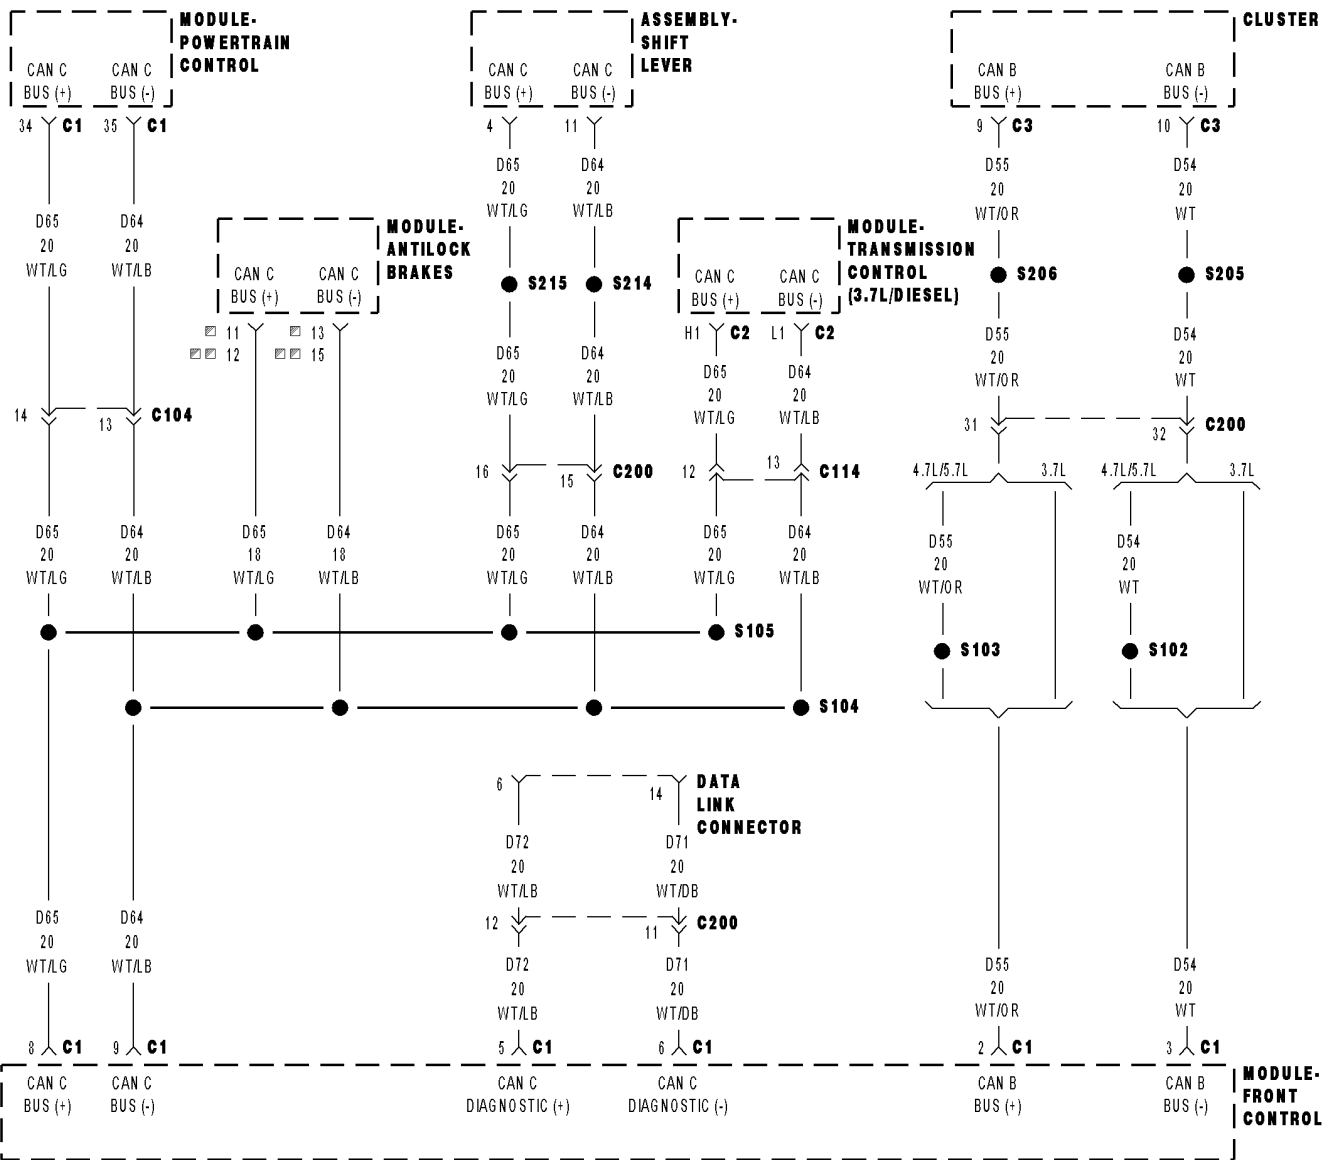 MODULE-
POWERTRAIN
CONTROL
CAN C
BUS (+)
CAN C
BUS (-)
34
C1
35
C1
D65
20
WT/LG
D64
20
WT/LB
14
13
C104
D65
20
WT/LG
D64
20
WT/LB
MODULE-
ANTILOCK
BRAKES
CAN C
BUS (+)
CAN C
BUS (-)
11
12
13
15
D65
18
WT/LG
D64
18
WT/LB
ASSEMBLY-
SHIFT
LEVER
CAN C
BUS (+)
CAN C
BUS (-)
4
11
D65
20
WT/LG
D64
20
WT/LB
S215
S214
D65
20
WT/LG
D64
20
WT/LB
16
15
C200
D65
20
WT/LG
D64
20
WT/LB
MODULE-
TRANSMISSION
CONTROL
(3.7L/DIESEL)
CAN C
BUS (+)
CAN C
BUS (-)
H1
C2
L1
C2
D65
20
WT/LG
D64
20
WT/LB
12
13
C114
D65
20
WT/LG
D64
20
WT/LB
S105
S104
CLUSTER
CAN B
BUS (+)
CAN B
BUS (-)
9
C3
10
C3
D55
20
WT/OR
D54
20
WT
S206
S205
D55
20
WT/OR
D54
20
WT
31
32
C200
4.7L/5.7L
3.7L
4.7L/5.7L
3.7L
D55
20
WT/OR
D54
20
WT
S103
S102
6
14
DATA
LINK
CONNECTOR
D72
20
WT/LB
D71
20
WT/DB
12
11
C200
D65
20
WT/LG
D64
20
WT/LB
D72
20
WT/LB
D71
20
WT/DB
D55
20
WT/OR
D54
20
WT
8
C1
9
C1
5
C1
6
C1
2
C1
3
C1
CAN C
BUS (+)
CAN C
BUS (-)
CAN C
DIAGNOSTIC (+)
CAN C
DIAGNOSTIC (-)
CAN B
BUS (+)
CAN B
BUS (-)
MODULE-
FRONT
CONTROL